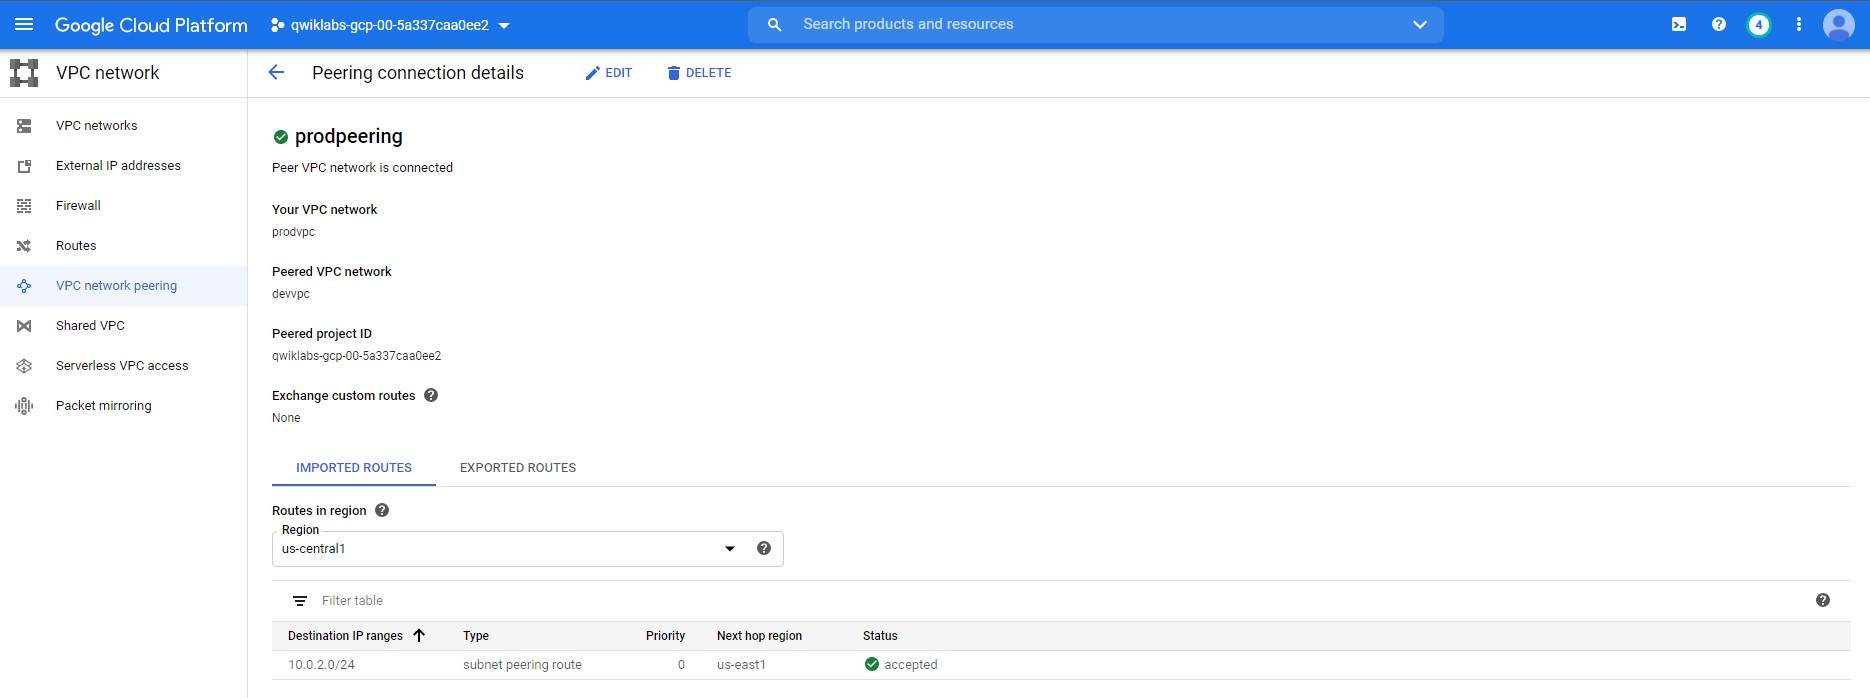 Google Cloud Platform
qwiklabs-gcp-00-5a337caa0ee2
Search products and resources
4
VPC network
Peering connection details
EDIT
DELETE
VPC networks
External IP addresses
Firewall
Routes
VPC network peering
Shared VPC
Serverless VPC access
Packet mirroring
prodpeering
Peer VPC network is connected
Your VPC network
prodvpc
Peered VPC network
devvpc
Peered project ID
qwiklabs-gcp-00-5a337caa0ee2
Exchange custom routes
None
IMPORTED ROUTES
EXPORTED ROUTES
Routes in region
Region
us-central1
Filter table
Destination IP ranges Type Priority Next hop region Status
10.0.2.0/24 subnet peering route 0 us-east1 accepted